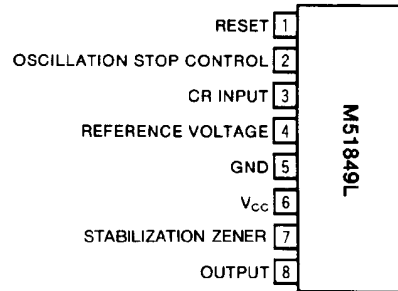 RESET 1
OSCILLATION STOP CONTROL 2
CR INPUT 3
REFERENCE VOLTAGE 4
GND 5
Vcc 6
STABILIZATION ZENER 7
OUTPUT 8
M51849L